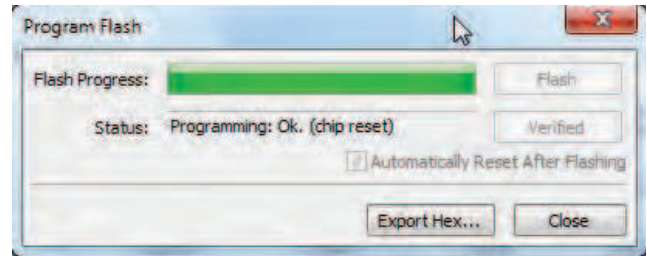 Program Flash
Flash Progress:
Flash
Status: Programming: Ok. (chip reset)
Verified
Automatically Reset After Flashing
Export Hex...
Close